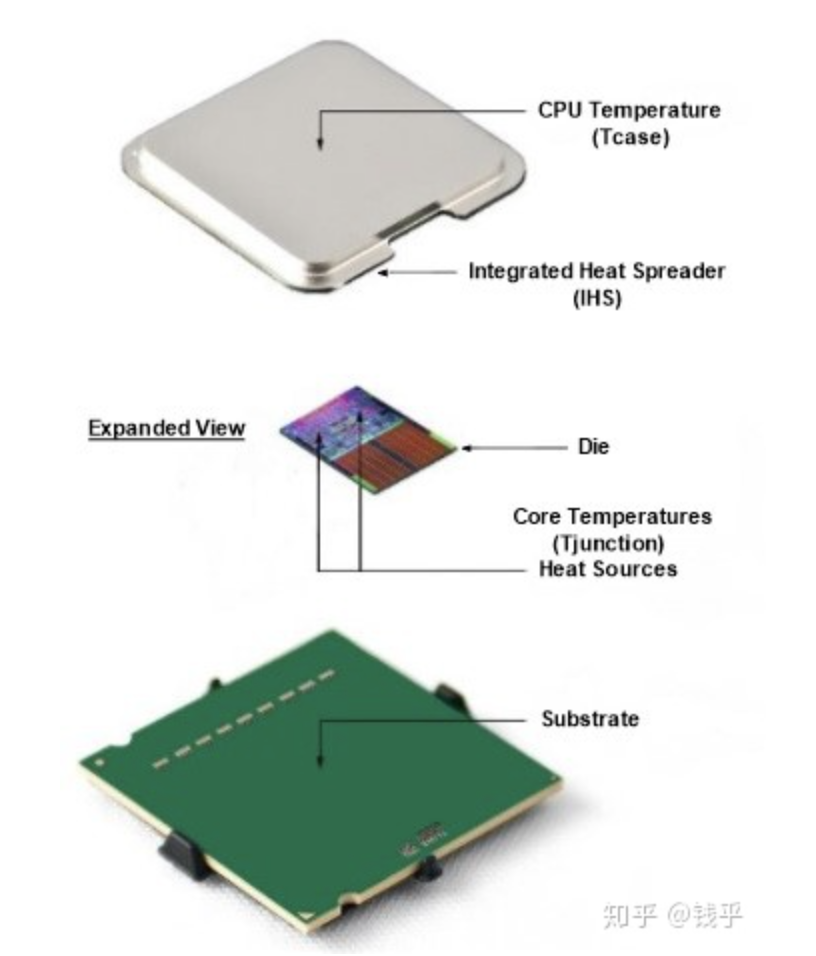 CPU Temperature
(Tcase)
Integrated Heat Spreader
(IHS)
Expanded View
Die
Core Temperatures
(Tjunction)
Heat Sources
Substrate
知乎 @钱乎